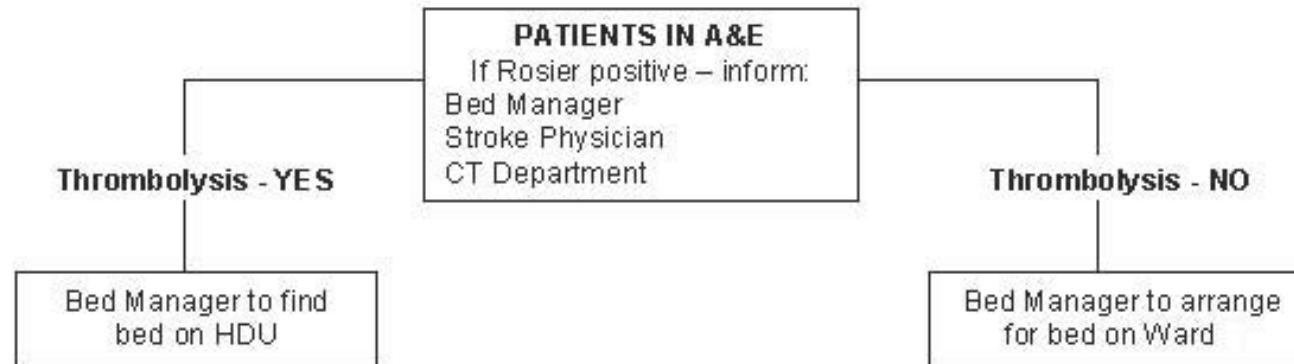 PATIENTS IN A&E
If Rosier positive – inform:
Bed Manager
Stroke Physician
CT Department
Thrombolysis - YES
Thrombolysis - NO
Bed Manager to find
bed on HDU
Bed Manager to arrange
for bed on Ward